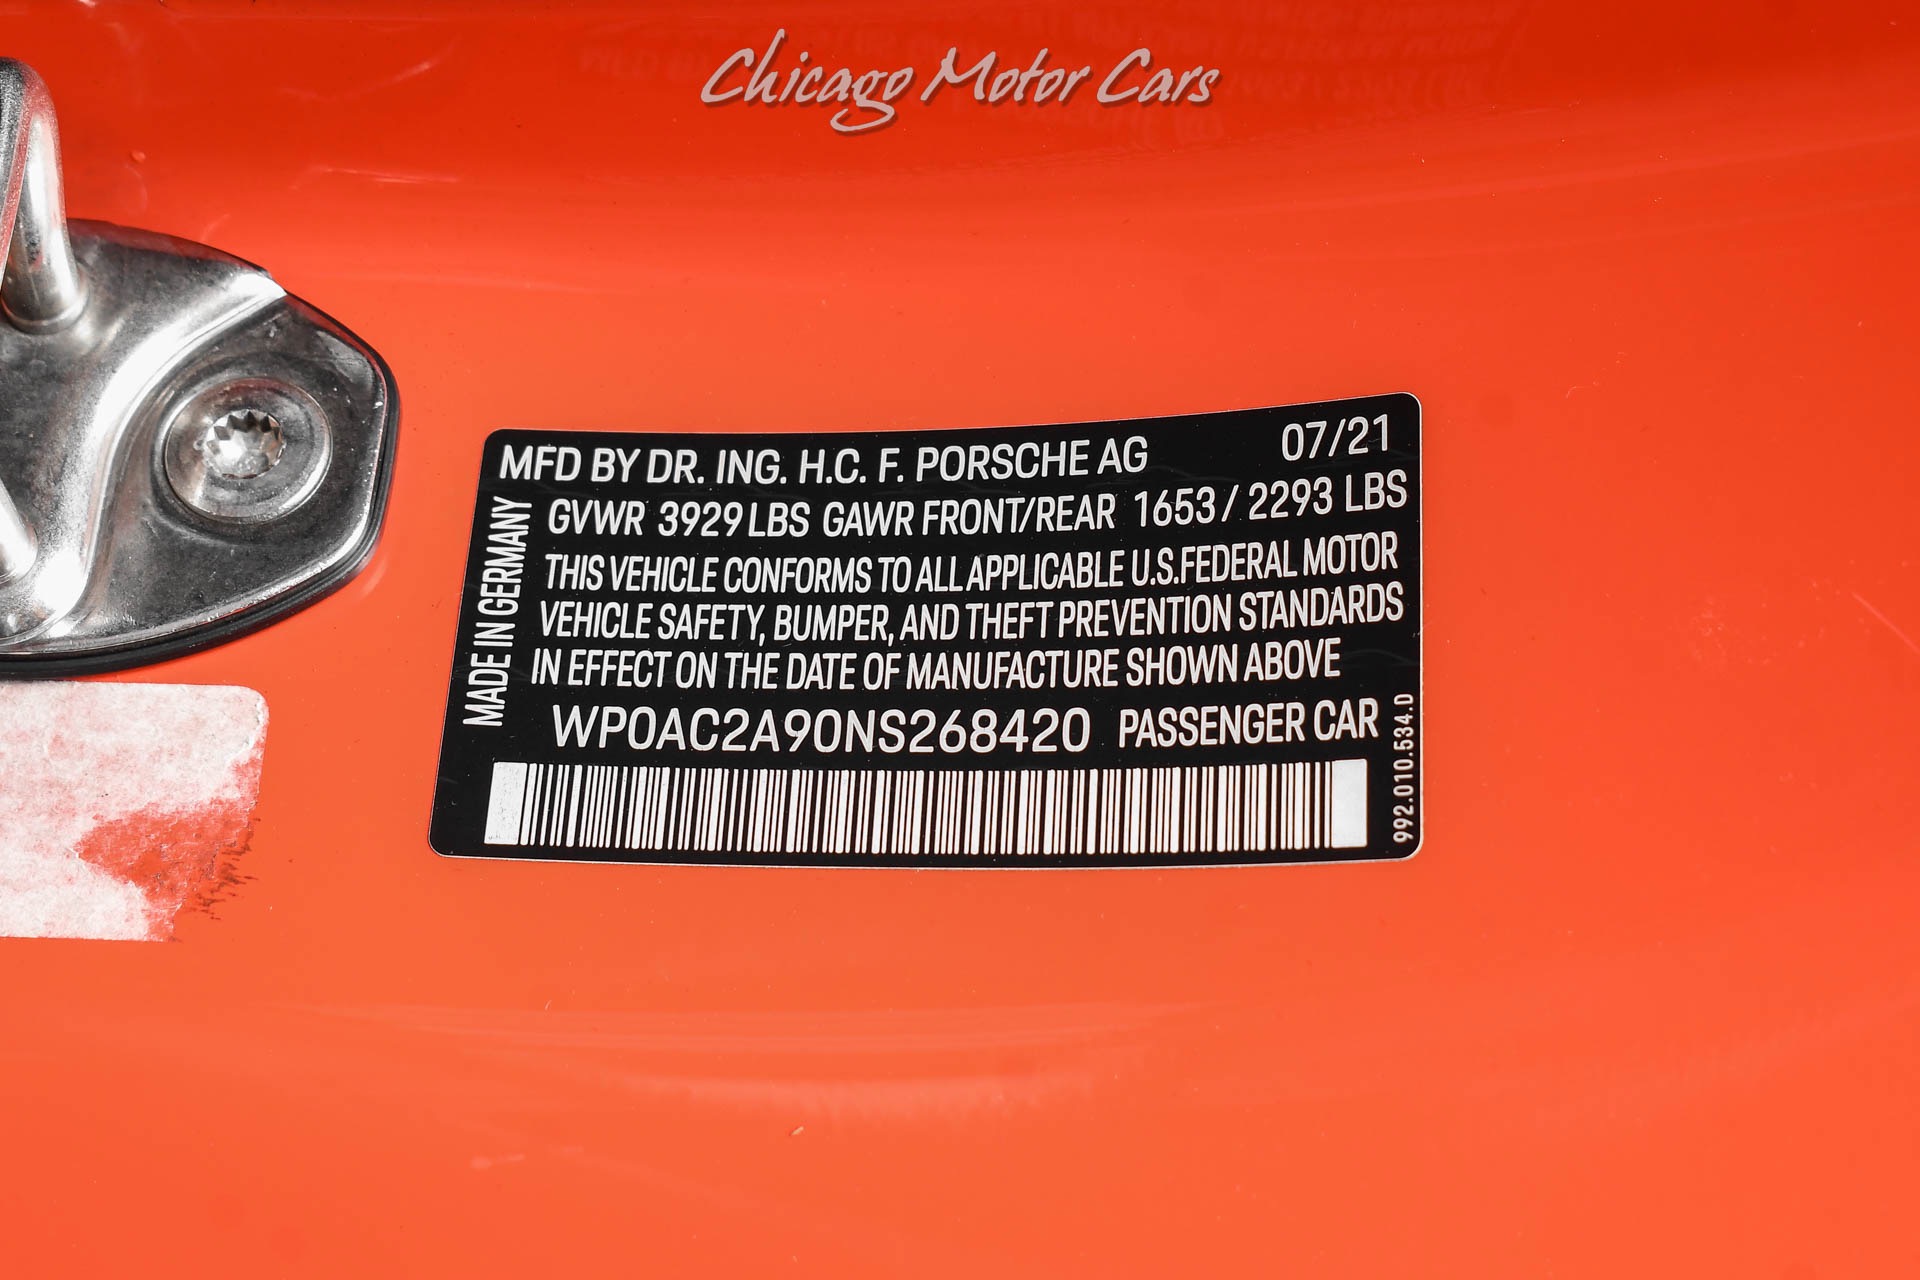 Chicago Motor Cars
MFD BY DR. ING. H.C. F. PORSCHE AG 07/21
GVWR 3929 LBS GAWR FRONT/REAR 1653 / 2293 LBS
THIS VEHICLE CONFORMS TO ALL APPLICABLE U.S. FEDERAL MOTOR
VEHICLE SAFETY, BUMPER, AND THEFT PREVENTION STANDARDS
IN EFFECT ON THE DATE OF MANUFACTURE SHOWN ABOVE
WP0AC2A90NS268420 PASSENGER CAR
MADE IN GERMANY
992.010.534.D